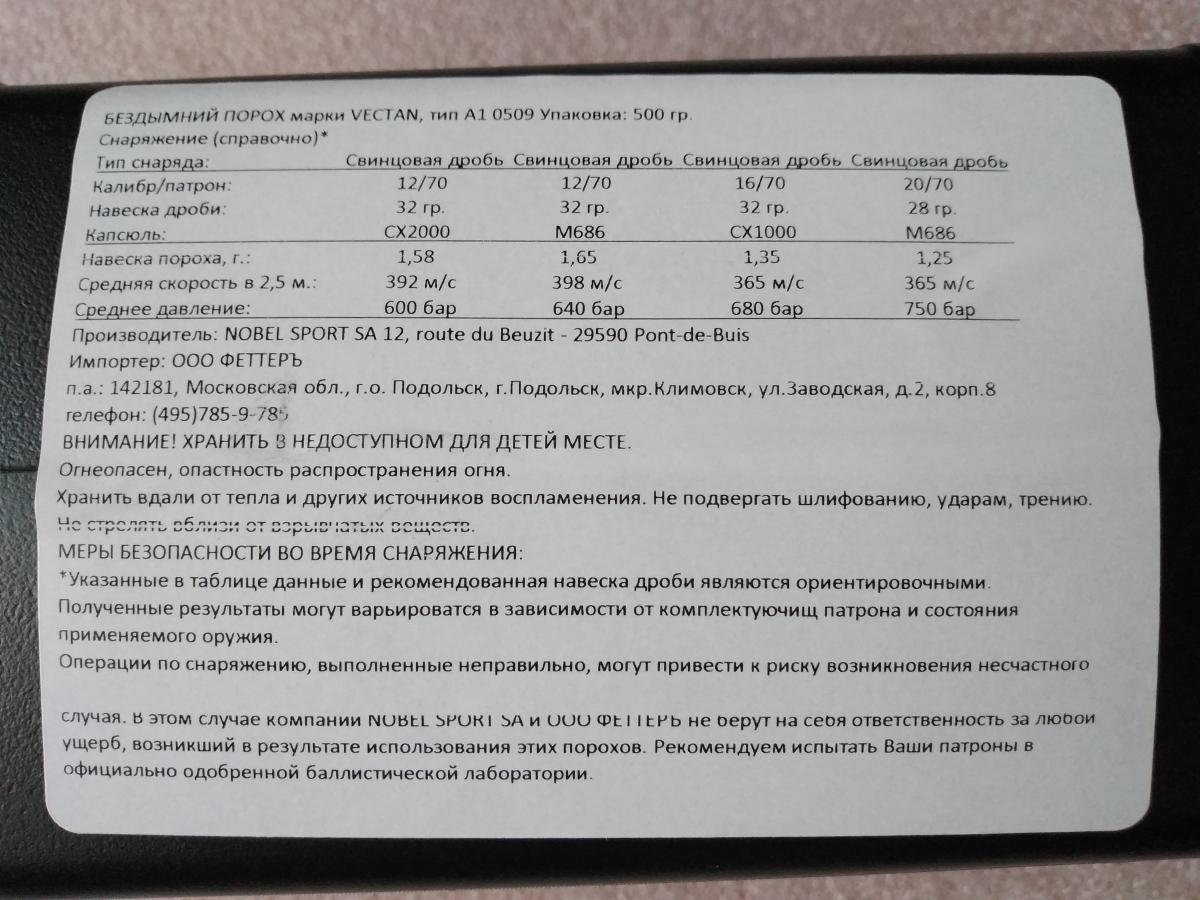 БЕЗДЫМНИЙ ПОРОХ марки VECTAN, тип А1 0509 Упаковка: 500 гр.
Снаряжение (справочно)*
Тип снаряда: Свинцовая дробь Свинцовая дробь Свинцовая дробь Свинцовая дробь
Калибр/патрон: 12/70 12/70 16/70 20/70
Навеска дроби: 32 гр. 32 гр. 32 гр. 28 гр.
Капсюль: CX2000 M686 CX1000 M686
Навеска пороха, г.: 1,58 1,65 1,35 1,25
Средняя скорость в 2,5 м.: 392 м/с 398 м/с 365 м/с 365 м/с
Среднее давление: 600 бар 640 бар 680 бар 750 бар
Производитель: NOBEL SPORT SA 12, route du Beuzit - 29590 Pont-de-Buis
Импортер: ООО ФЕТТЕРЪ
п.а.: 142181, Московская обл., г.о. Подольск, г.Подольск, мкр.Климовск, ул.Заводская, д.2, корп.8
телефон: (495)785-9-785
ВНИМАНИЕ! ХРАНИТЬ В НЕДОСТУПНОМ ДЛЯ ДЕТЕЙ МЕСТЕ.
Огнеопасен, опастность распространения огня.
Хранить вдали от тепла и других источников воспламенения. Не подвергать шлифованию, ударам, трению.
Не стрелять вблизи от взрывчатых веществ.
МЕРЫ БЕЗОПАСНОСТИ ВО ВРЕМЯ СНАРЯЖЕНИЯ:
*Указанные в таблице данные и рекомендованная навеска дроби являются ориентировочными.
Полученные результаты могут варьироватся в зависимости от комплектуючищ патрона и состояния
применяемого оружия.
Операции по снаряжению, выполненные неправильно, могут привести к риску возникновения несчастного
случая. В этом случае компании NOBEL SPORT SA и ООО ФЕТТЕРЪ не берут на себя ответственность за любой
ущерб, возникший в результате использования этих порохов. Рекомендуем испытать Ваши патроны в
официально одобренной баллистической лаборатории.